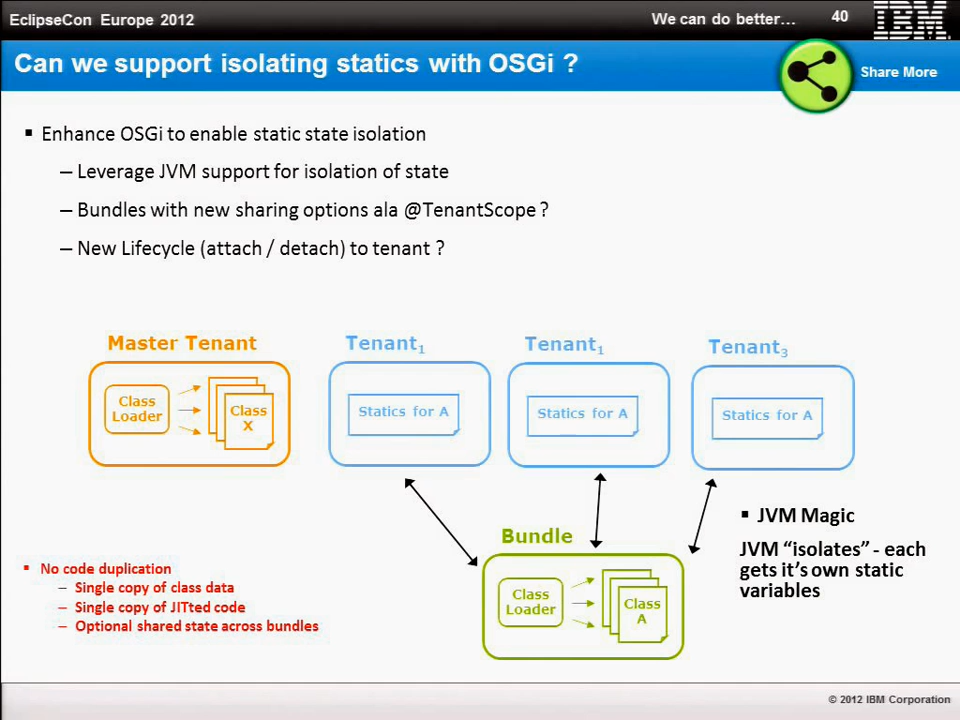 EclipseCon Europe 2012
We can do better...
40
IBM
Can we support isolating statics with OSGi ?
Share More
▪ Enhance OSGi to enable static state isolation
– Leverage JVM support for isolation of state
– Bundles with new sharing options ala @TenantScope ?
– New Lifecycle (attach / detach) to tenant ?
Master Tenant
Class
Loader
Class
X
Tenant₁
Statics for A
Tenant₁
Statics for A
Tenant₃
Statics for A
Bundle
Class
Loader
Class
A
▪ JVM Magic
JVM “isolates” - each
gets it’s own static
variables
▪ No code duplication
– Single copy of class data
– Single copy of JITted code
– Optional shared state across bundles
© 2012 IBM Corporation